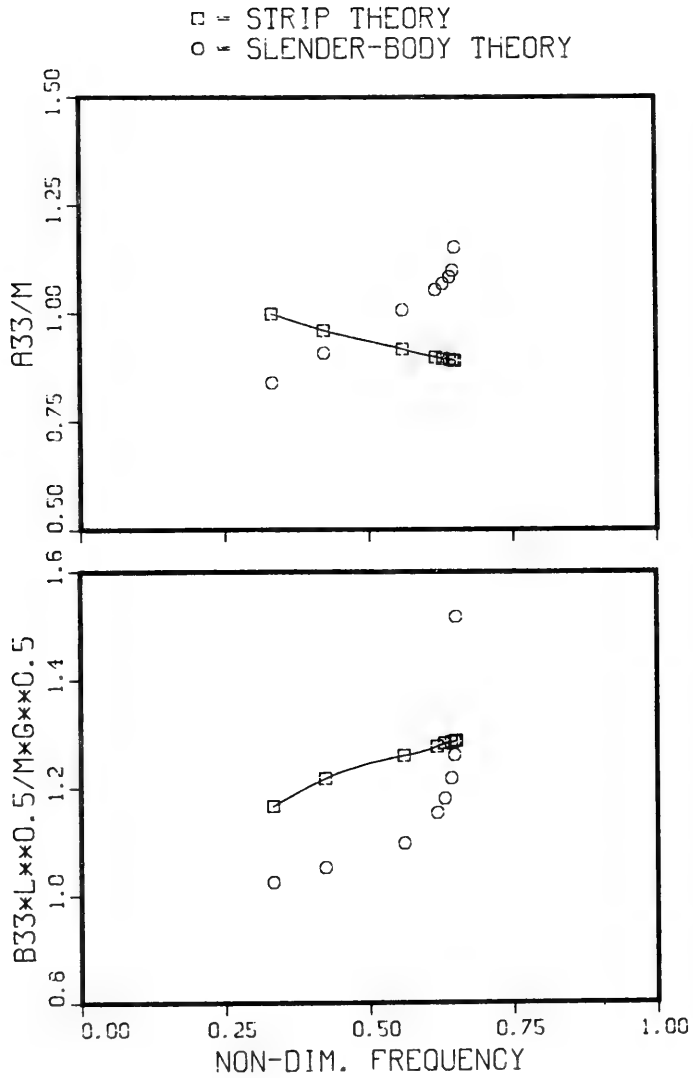 □ = STRIP THEORY
○ = SLENDER-BODY THEORY
1.50
1.25
1.00
0.75
0.50
A33/M
1.6
1.4
1.2
1.0
0.8
B33*L**0.5/M*G**0.5
0.00 0.25 0.50 0.75 1.00
NON-DIM. FREQUENCY